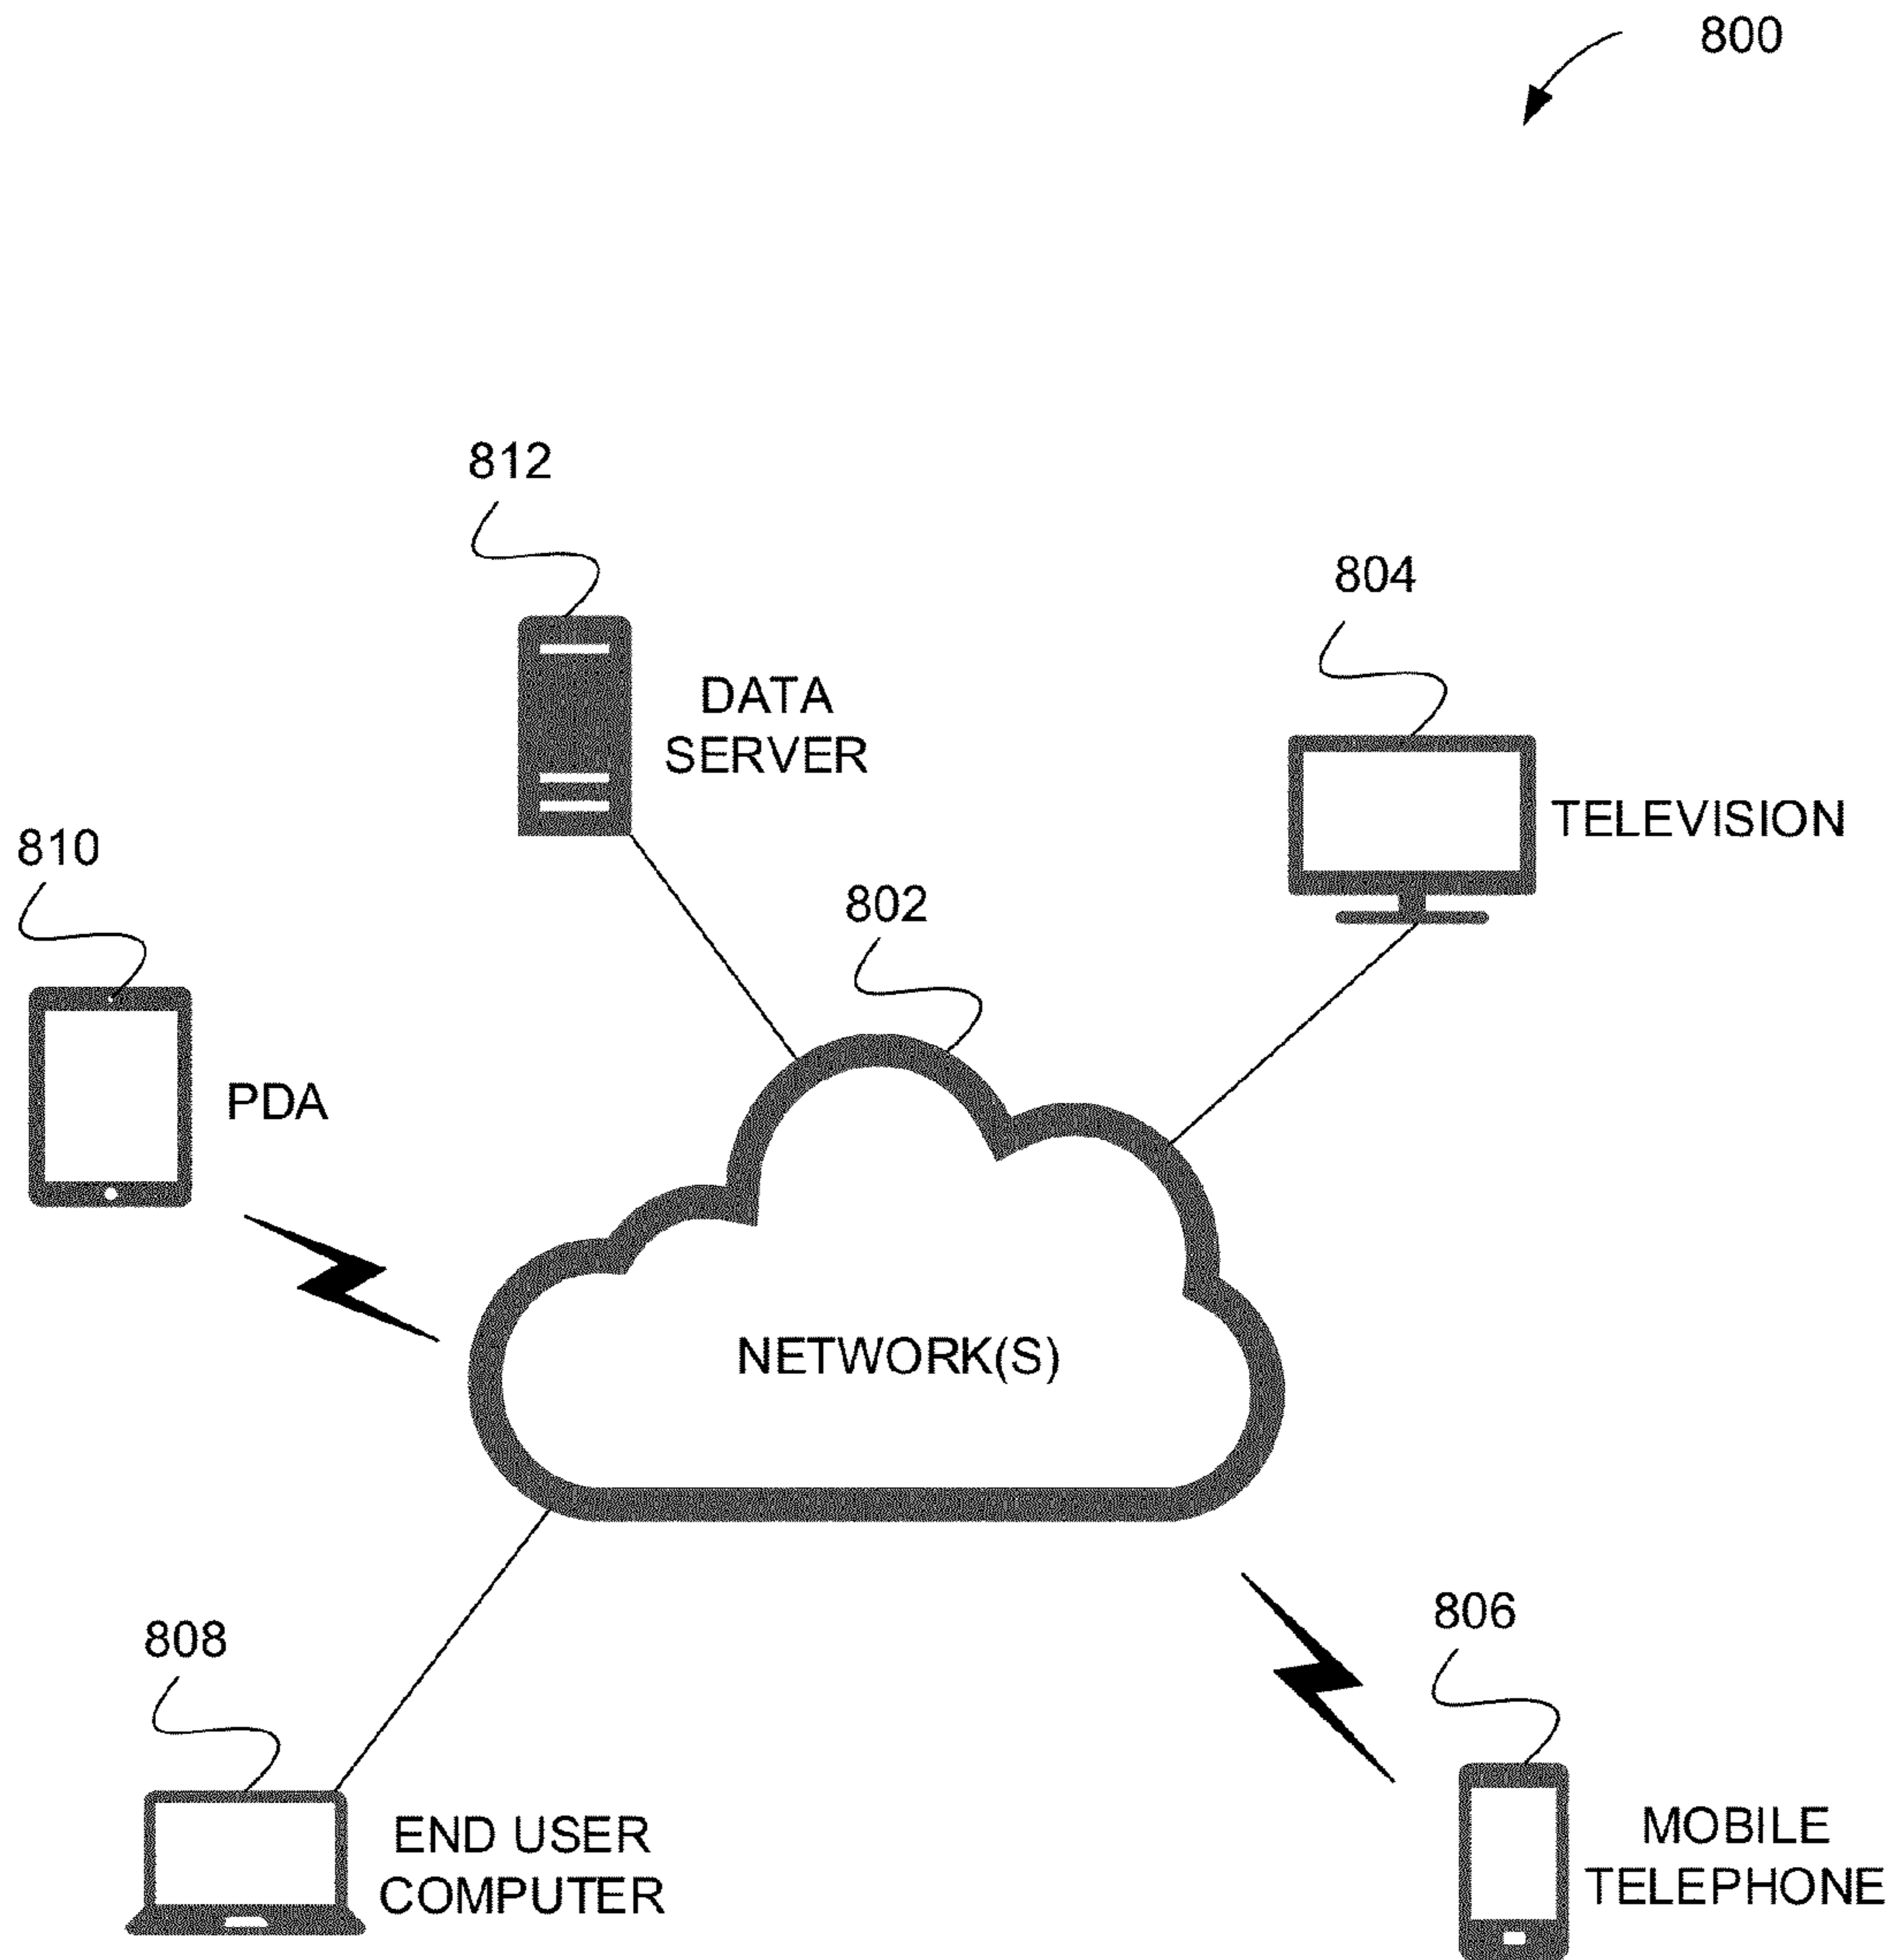 800
812
804
DATA
SERVER
TELEVISION
810
802
PDA
NETWORK(S)
806
808
MOBILE
TELEPHONE
END USER
COMPUTER